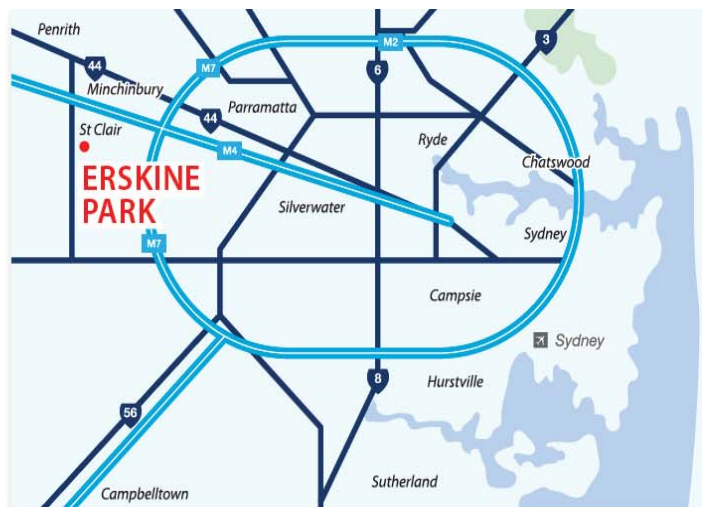 Penrith
M2
3
M7
44
6
Minchinbury
Parramatta
44
St Clair
Ryde
M4
Chatswood
ERSKINE
PARK
Silverwater
Sydney
M7
Campsie
Sydney
8
Hurstville
56
Sutherland
Campbelltown